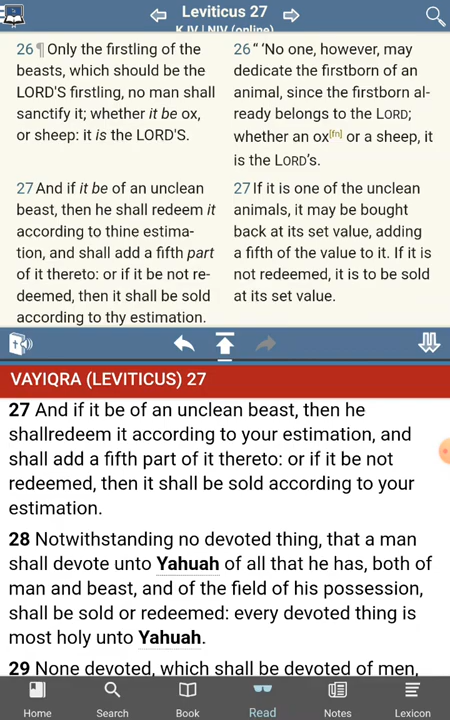 Leviticus 27
KJV | NIV (online)
26 ¶ Only the firstling of the
beasts, which should be the
LORD'S firstling, no man shall
sanctify it; whether it be ox,
or sheep: it is the LORD'S.
27 And if it be of an unclean
beast, then he shall redeem it
according to thine estima-
tion, and shall add a fifth part
of it thereto: or if it be not re-
deemed, then it shall be sold
according to thy estimation.
26 “ ‘No one, however, may
dedicate the firstborn of an
animal, since the firstborn al-
ready belongs to the LORD;
whether an ox[fn] or a sheep, it
is the LORD’s.
27 If it is one of the unclean
animals, it may be bought
back at its set value, adding
a fifth of the value to it. If it is
not redeemed, it is to be sold
at its set value.
VAYIQRA (LEVITICUS) 27
27 And if it be of an unclean beast, then he
shallredeem it according to your estimation, and
shall add a fifth part of it thereto: or if it be not
redeemed, then it shall be sold according to your
estimation.
28 Notwithstanding no devoted thing, that a man
shall devote unto Yahuah of all that he has, both of
man and beast, and of the field of his possession,
shall be sold or redeemed: every devoted thing is
most holy unto Yahuah.
29 None devoted, which shall be devoted of men,
Home
Search
Book
Read
Notes
Lexicon